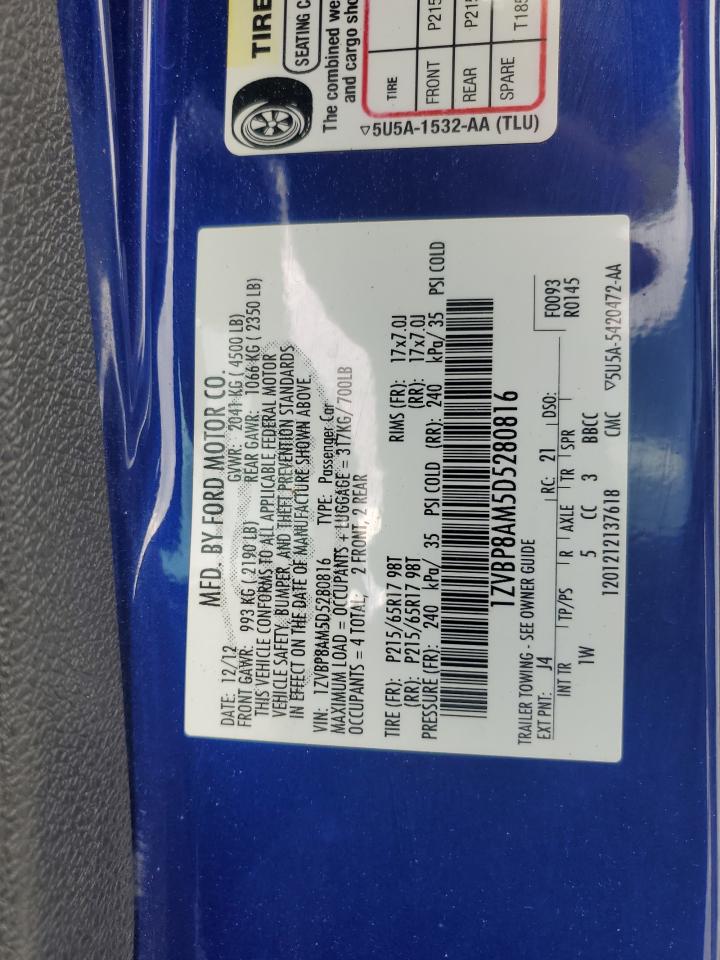 MFD. BY FORD MOTOR CO.
DATE: 12/12 GVWR: 2041 KG ( 4500 LB)
FRONT GAWR: 993 KG ( 2190 LB) REAR GAWR: 1066 KG ( 2350 LB)
THIS VEHICLE CONFORMS TO ALL APPLICABLE FEDERAL MOTOR
VEHICLE SAFETY, BUMPER, AND THEFT PREVENTION STANDARDS
IN EFFECT ON THE DATE OF MANUFACTURE SHOWN ABOVE.
VIN: 1ZVBP8AM5D5280816 TYPE: Passenger Car
MAXIMUM LOAD = OCCUPANTS + LUGGAGE = 317KG/700LB
OCCUPANTS = 4 TOTAL, 2 FRONT, 2 REAR
TIRE (FR): P215/65R17 98T RIMS (FR): 17x7.0J
(RR): P215/65R17 98T (RR): 17x7.0J
PRESSURE (FR): 240 kPa/ 35 PSI COLD (RR): 240 kPa/ 35 PSI COLD
1ZVBP8AM5D5280816
TRAILER TOWING - SEE OWNER GUIDE F0093
EXT PNT: J4 RC: 21 DSO: R0145
INT TR TP/PS R AXLE TR SPR
1W 5 CC 3 BBCC
1201212137618 CMC ▽5U5A-5420472-AA
TIRE
SEATING C
The combined we
and cargo sho
TIRE
FRONT P215
REAR P215
SPARE T185
▽5U5A-1532-AA (TLU)